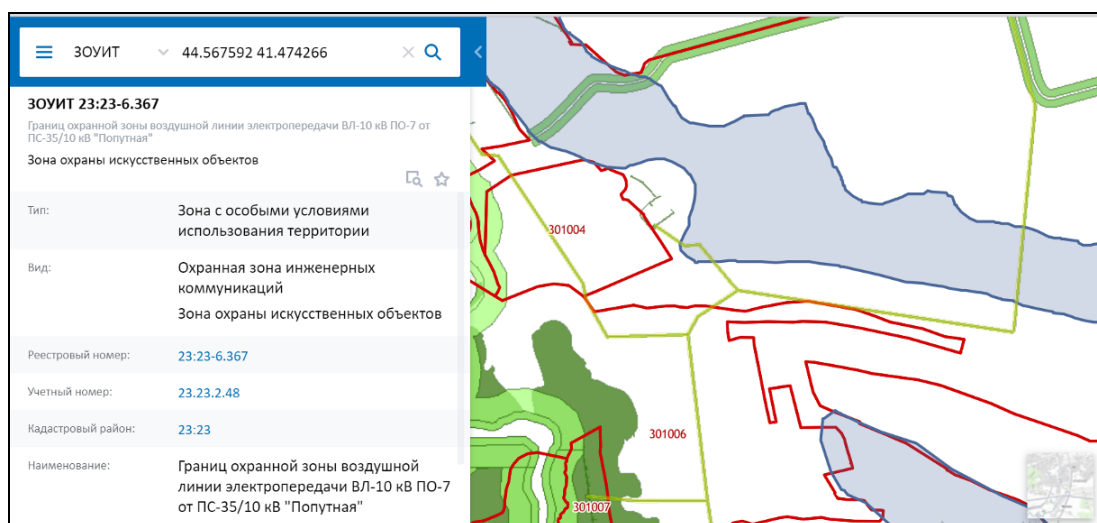 ЗОУИТ 44.567592 41.474266
ЗОУИТ 23:23-6.367
Границ охранной зоны воздушной линии электропередачи ВЛ-10 кВ ПО-7 от
ПС-35/10 кВ "Попутная"
Зона охраны искусственных объектов
Тип: Зона с особыми условиями
использования территории
Вид: Охранная зона инженерных
коммуникаций
Зона охраны искусственных объектов
Реестровый номер: 23:23-6.367
Учетный номер: 23.23.2.48
Кадастровый район: 23:23
Наименование: Границ охранной зоны воздушной
линии электропередачи ВЛ-10 кВ ПО-7
от ПС-35/10 кВ "Попутная"
301004
301006
301007